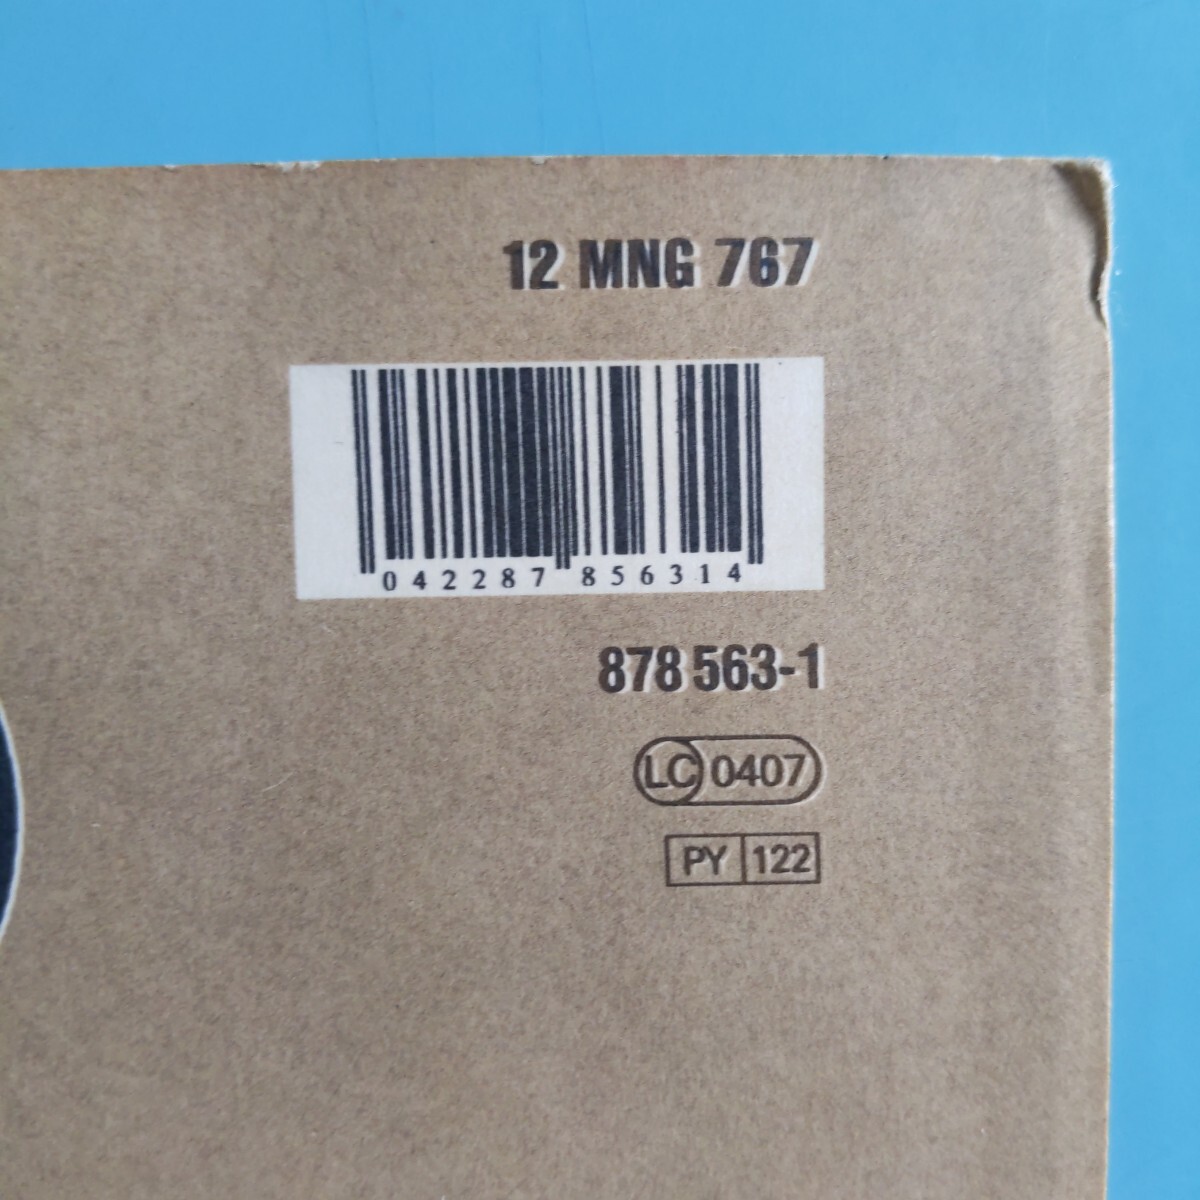 12 MNG 767
042287 856314
878 563-1
LC 0407
PY 122